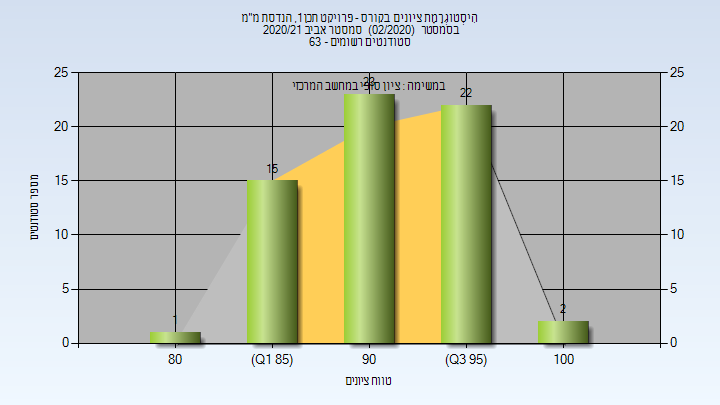 היסטוגרמת ציונים בקורס - פרויקט תכן 1, הנדסת מ"מ
בסמסטר (02/2020) סמסטר אביב 2020/21
סטודנטים רשומים - 63
במשימה : ציון סופי במחשב המרכזי
25
20
15
10
5
0
25
20
15
10
5
0
מספר סטודנטים
1
15
23
22
2
80
(Q1 85)
90
(Q3 95)
100
טווח ציונים